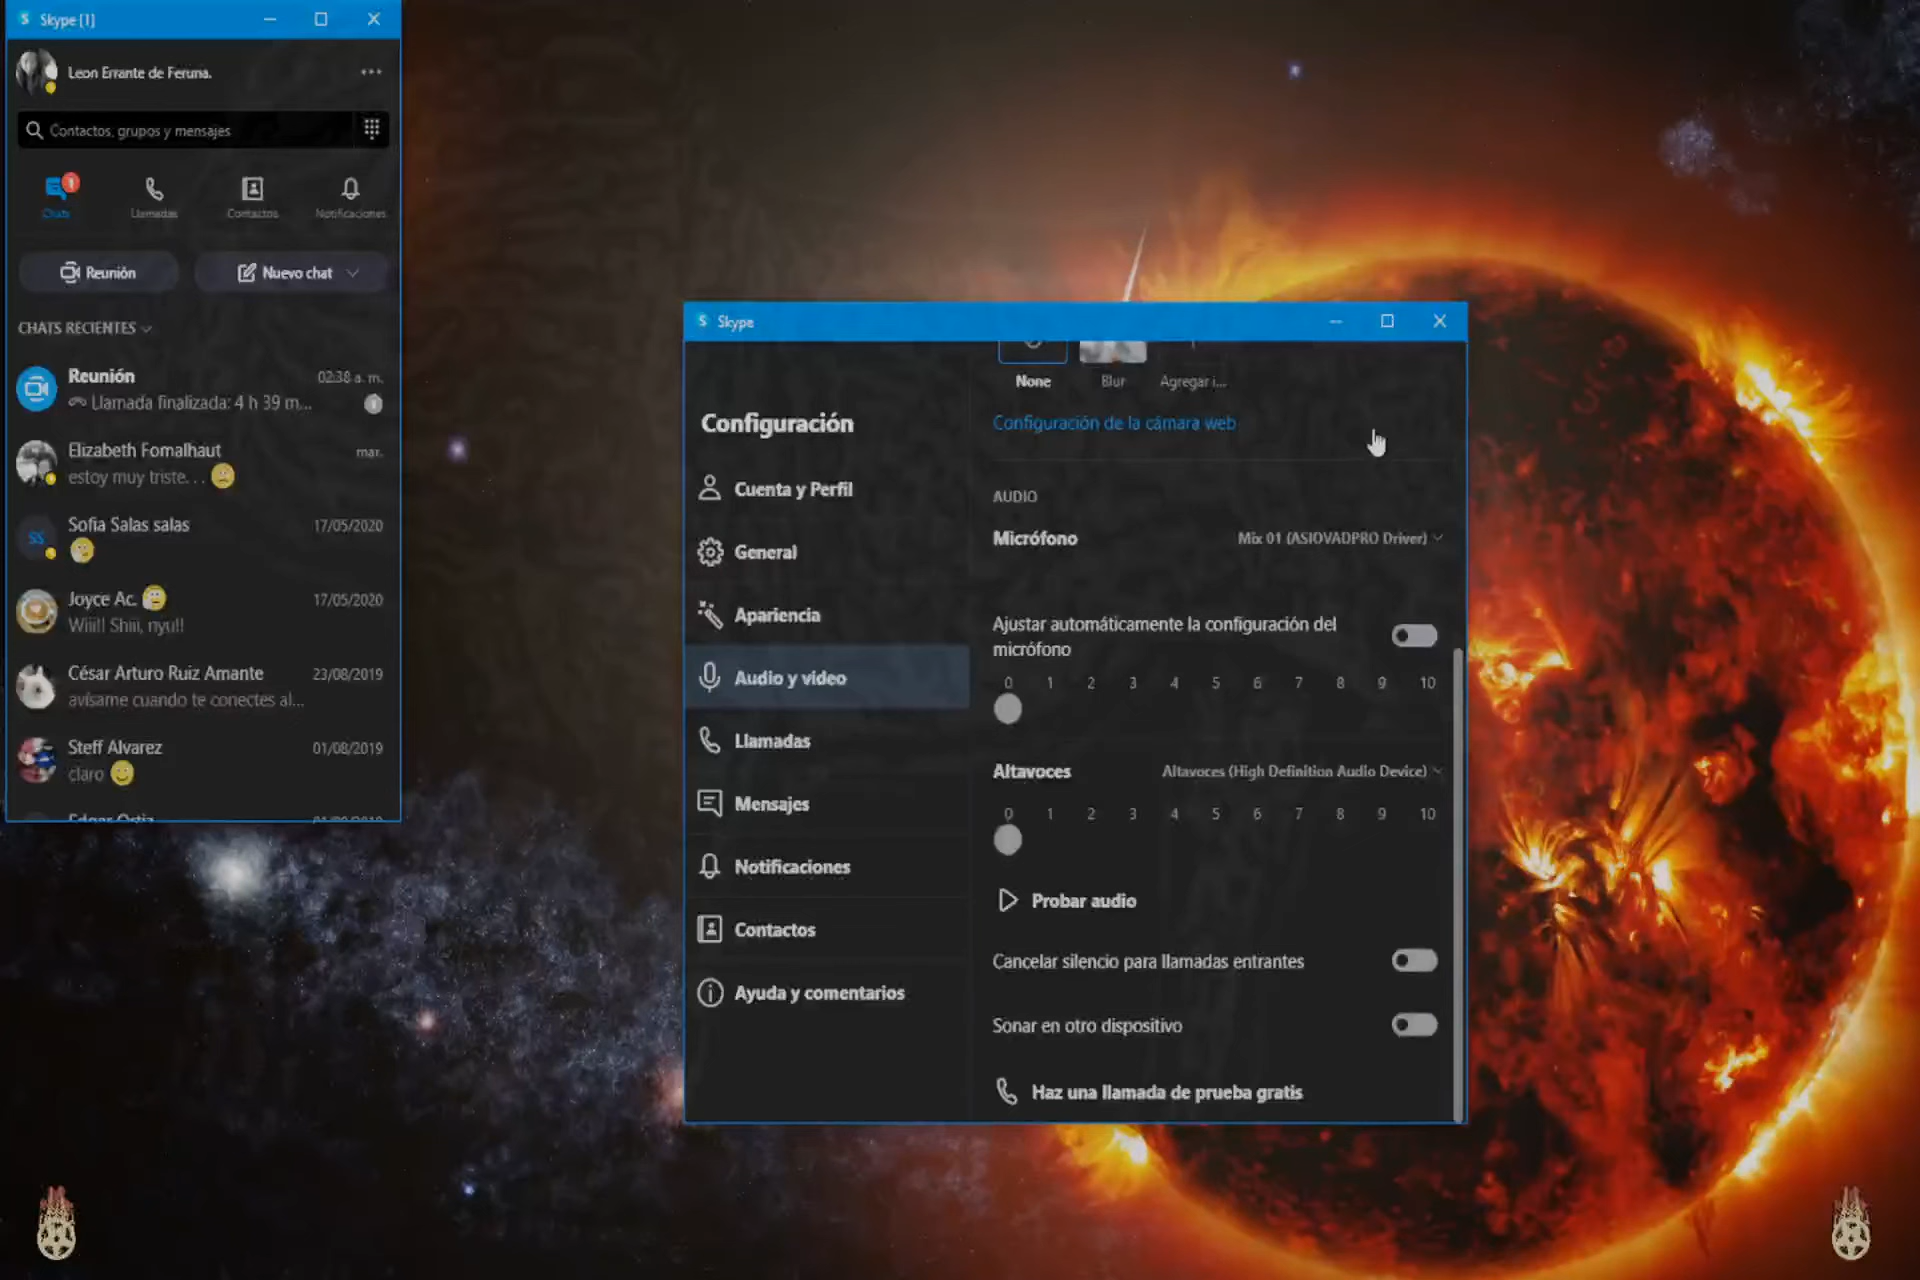 Skype [1]
Leon Errante de Feruna.
Contactos, grupos y mensajes
1
Chats
Llamadas
Contactos
Notificaciones
Reunión
Nuevo chat
CHATS RECIENTES
Reunión
02:38 a. m.
Llamada finalizada: 4 h 39 m...
1
Elizabeth Fomalhaut
mar.
estoy muy triste. . .
SS
Sofia Salas salas
17/05/2020
Joyce Ac.
17/05/2020
Wiii!! Shiii, nyu!!
César Arturo Ruiz Amante
23/08/2019
avísame cuando te conectes al...
Steff Alvarez
01/08/2019
claro
Edgar Ortiz
Skype
None
Blur
Agregar i...
Configuración de la cámara web
Configuración
Cuenta y Perfil
General
Apariencia
Audio y video
Llamadas
Mensajes
Notificaciones
Contactos
Ayuda y comentarios
AUDIO
Micrófono
Mix 01 (ASIOVADPRO Driver)
Ajustar automáticamente la configuración del
micrófono
0 1 2 3 4 5 6 7 8 9 10
Altavoces
Altavoces (High Definition Audio Device)
0 1 2 3 4 5 6 7 8 9 10
Probar audio
Cancelar silencio para llamadas entrantes
Sonar en otro dispositivo
Haz una llamada de prueba gratis